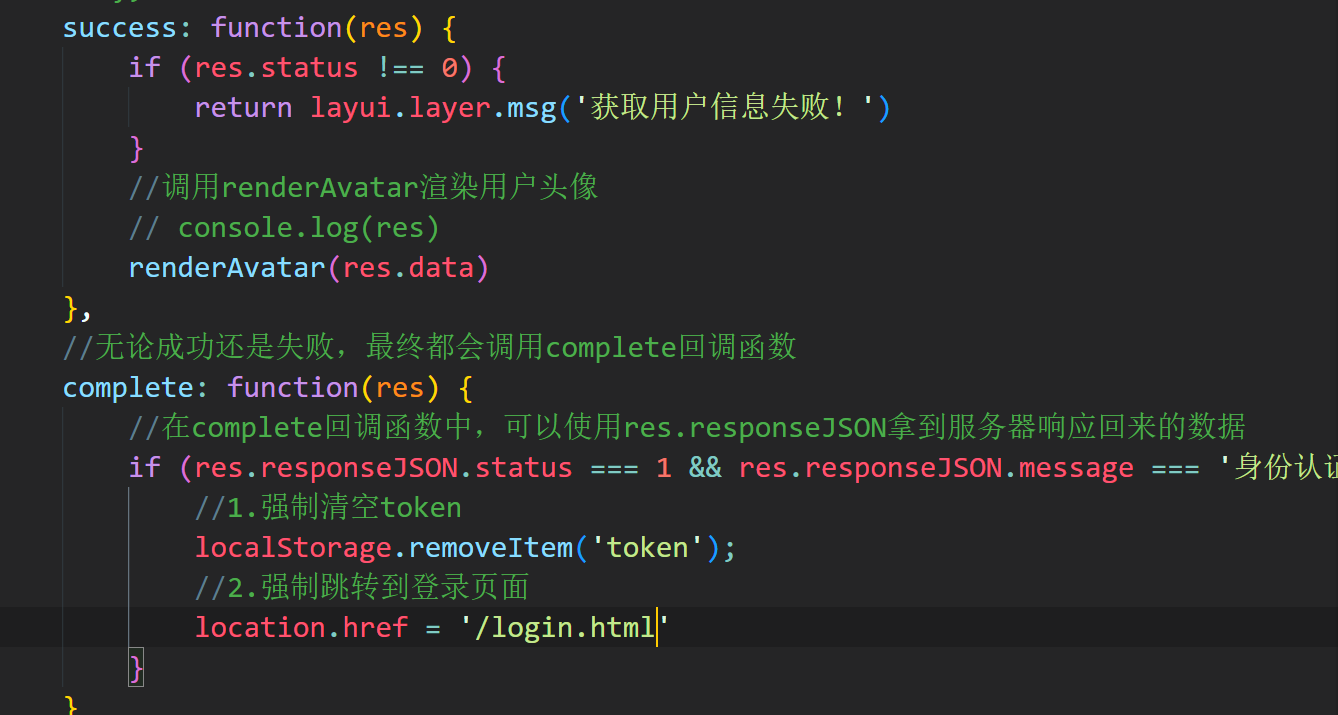 success: function(res) {
if (res.status !== 0) {
return layui.layer.msg('获取用户信息失败！')
}
//调用renderAvatar渲染用户头像
// console.log(res)
renderAvatar(res.data)
},
//无论成功还是失败，最终都会调用complete回调函数
complete: function(res) {
//在complete回调函数中，可以使用res.responseJSON拿到服务器响应回来的数据
if (res.responseJSON.status === 1 && res.responseJSON.message === '身份认证
//1.强制清空token
localStorage.removeItem('token');
//2.强制跳转到登录页面
location.href = '/login.html'
}
}